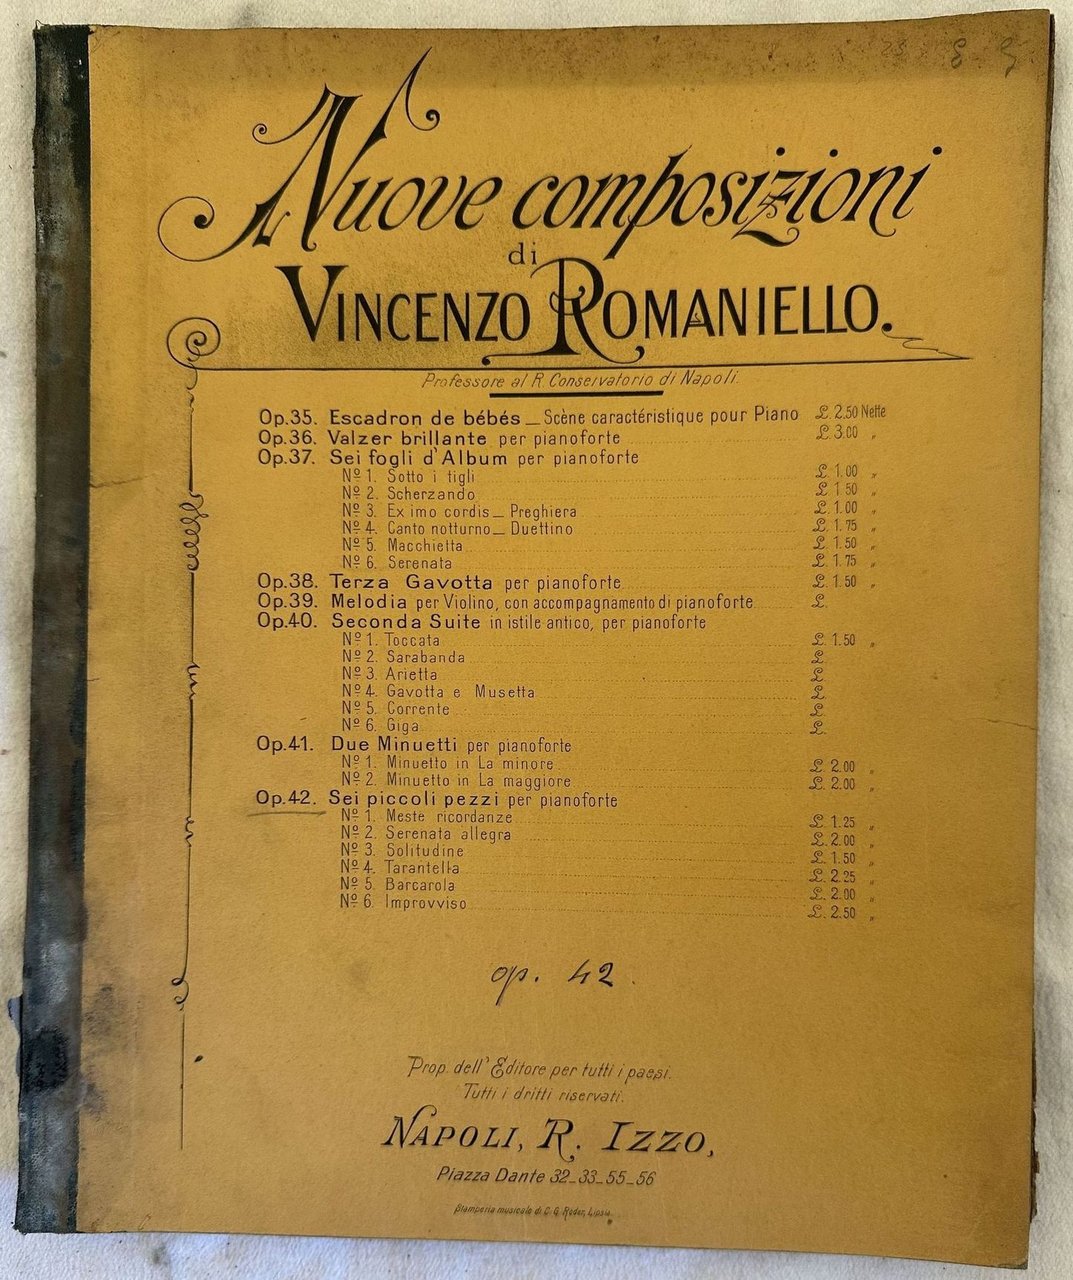 Nuove composizioni
di
VINCENZO ROMANIELLO.
Professore al R. Conservatorio di Napoli.
Op. 35. Escadron de bébés _ Scène caractéristique pour Piano £. 2.50 Nette
Op. 36. Valzer brillante per pianoforte £. 3.00 „
Op. 37. Sei fogli d'Album per pianoforte
Nº 1. Sotto i tigli £. 1.00 „
Nº 2. Scherzando £. 1 50 „
Nº 3. Ex imo cordis _ Preghiera £. 1.00 „
Nº 4. Canto notturno _ Duettino £. 1.75 „
Nº 5. Macchietta £. 1.50 „
Nº 6. Serenata £. 1.75 „
Op. 38. Terza Gavotta per pianoforte £. 1.50 „
Op. 39. Melodia per Violino, con accompagnamento di pianoforte £.
Op. 40. Seconda Suite in istile antico, per pianoforte
Nº 1. Toccata £. 1.50 „
Nº 2. Sarabanda £.
Nº 3. Arietta £.
Nº 4. Gavotta e Musetta £.
Nº 5. Corrente £.
Nº 6. Giga £.
Op. 41. Due Minuetti per pianoforte
Nº 1. Minuetto in La minore £. 2.00 „
Nº 2. Minuetto in La maggiore £. 2.00 „
Op. 42. Sei piccoli pezzi per pianoforte
Nº 1. Meste ricordanze £. 1.25 „
Nº 2. Serenata allegra £. 2.00 „
Nº 3. Solitudine £. 1.50 „
Nº 4. Tarantella £. 2.25 „
Nº 5. Barcarola £. 2.00 „
Nº 6. Improvviso £. 2.50 „
op. 42.
Prop. dell' Editore per tutti i paesi.
Tutti i dritti riservati.
NAPOLI, R. IZZO,
Piazza Dante 32_33_55_56
Stamperia musicale di C. G. Röder, Lipsia.